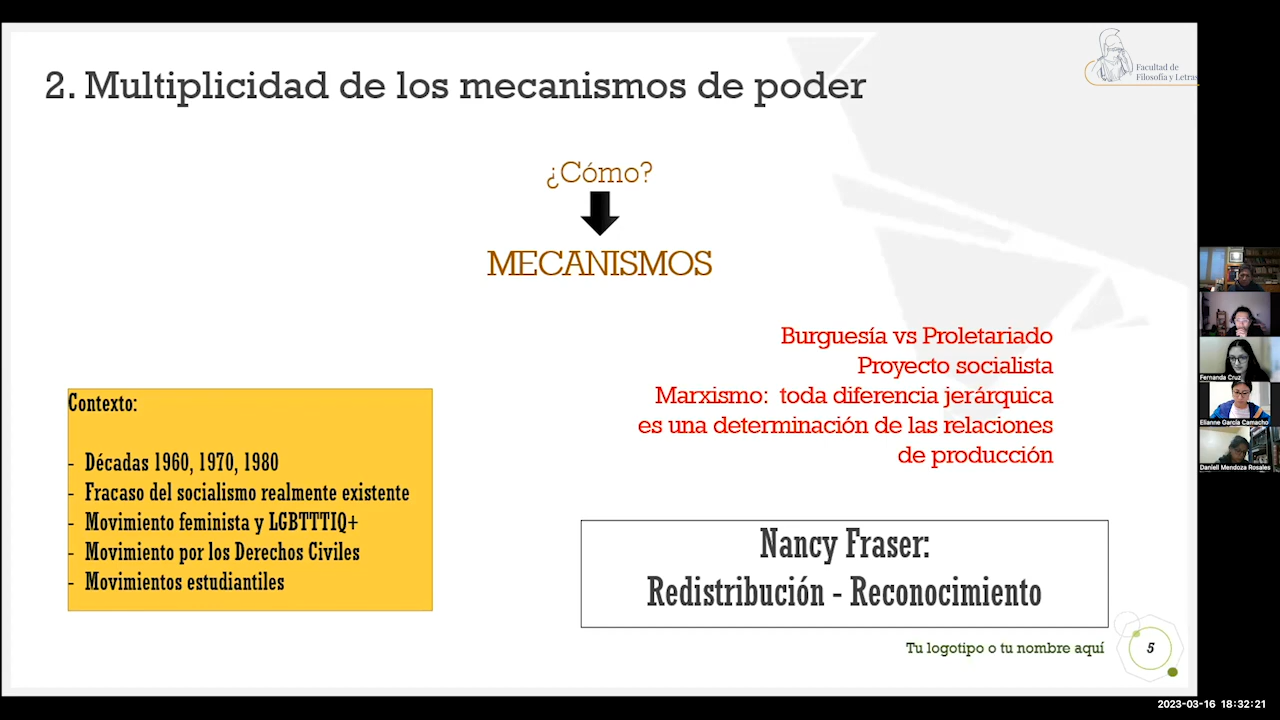 2. Multiplicidad de los mecanismos de poder
Facultad de
Filosofía y Letras
¿Cómo?
MECANISMOS
Burguesía vs Proletariado
Proyecto socialista
Marxismo: toda diferencia jerárquica
es una determinación de las relaciones
de producción
Contexto:
- Décadas 1960, 1970, 1980
- Fracaso del socialismo realmente existente
- Movimiento feminista y LGBTTTIQ+
- Movimiento por los Derechos Civiles
- Movimientos estudiantiles
Nancy Fraser:
Redistribución - Reconocimiento
Tu logotipo o tu nombre aquí
5
Fernanda Cruz
Elianne García Camacho
Daniell Mendoza Rosales
2023-03-16 18:32:21